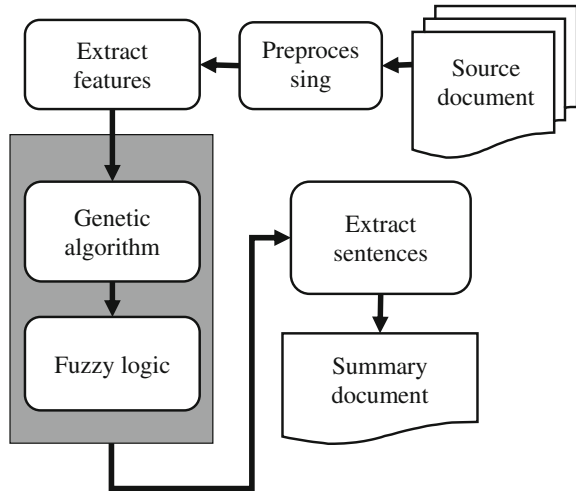 Extract
features
Preproces
sing
Source
document
Genetic
algorithm
Fuzzy logic
Extract
sentences
Summary
document